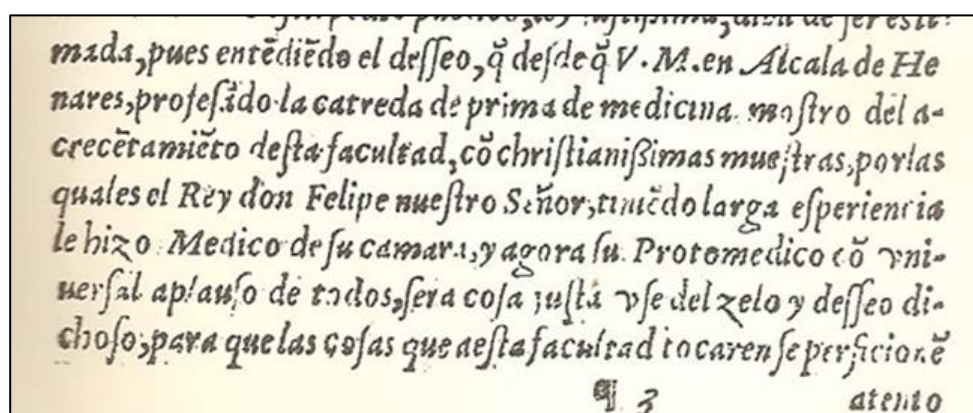 mada, pues entēdiēdo el deſſeo, q̄ deſde q̄ V. M. en Alcala de He
nares, profeſādo la catreda de prima de medicina. moſtro del a-
crecētamiēto deſta facultad, cō chriſtianiſsimas mueſtras, por las
quales el Rey don Felipe nueſtro Señor, tiniēdo larga eſperiencia
le hizo Medico de ſu camara, y agora ſu Protomedico cō vni-
uerſal aplauſo de todos, ſera coſa juſta vſe del zelo y deſſeo di-
choſo, para que las coſas que a eſta facultad tocaren ſe perficionē
¶ 3 atento